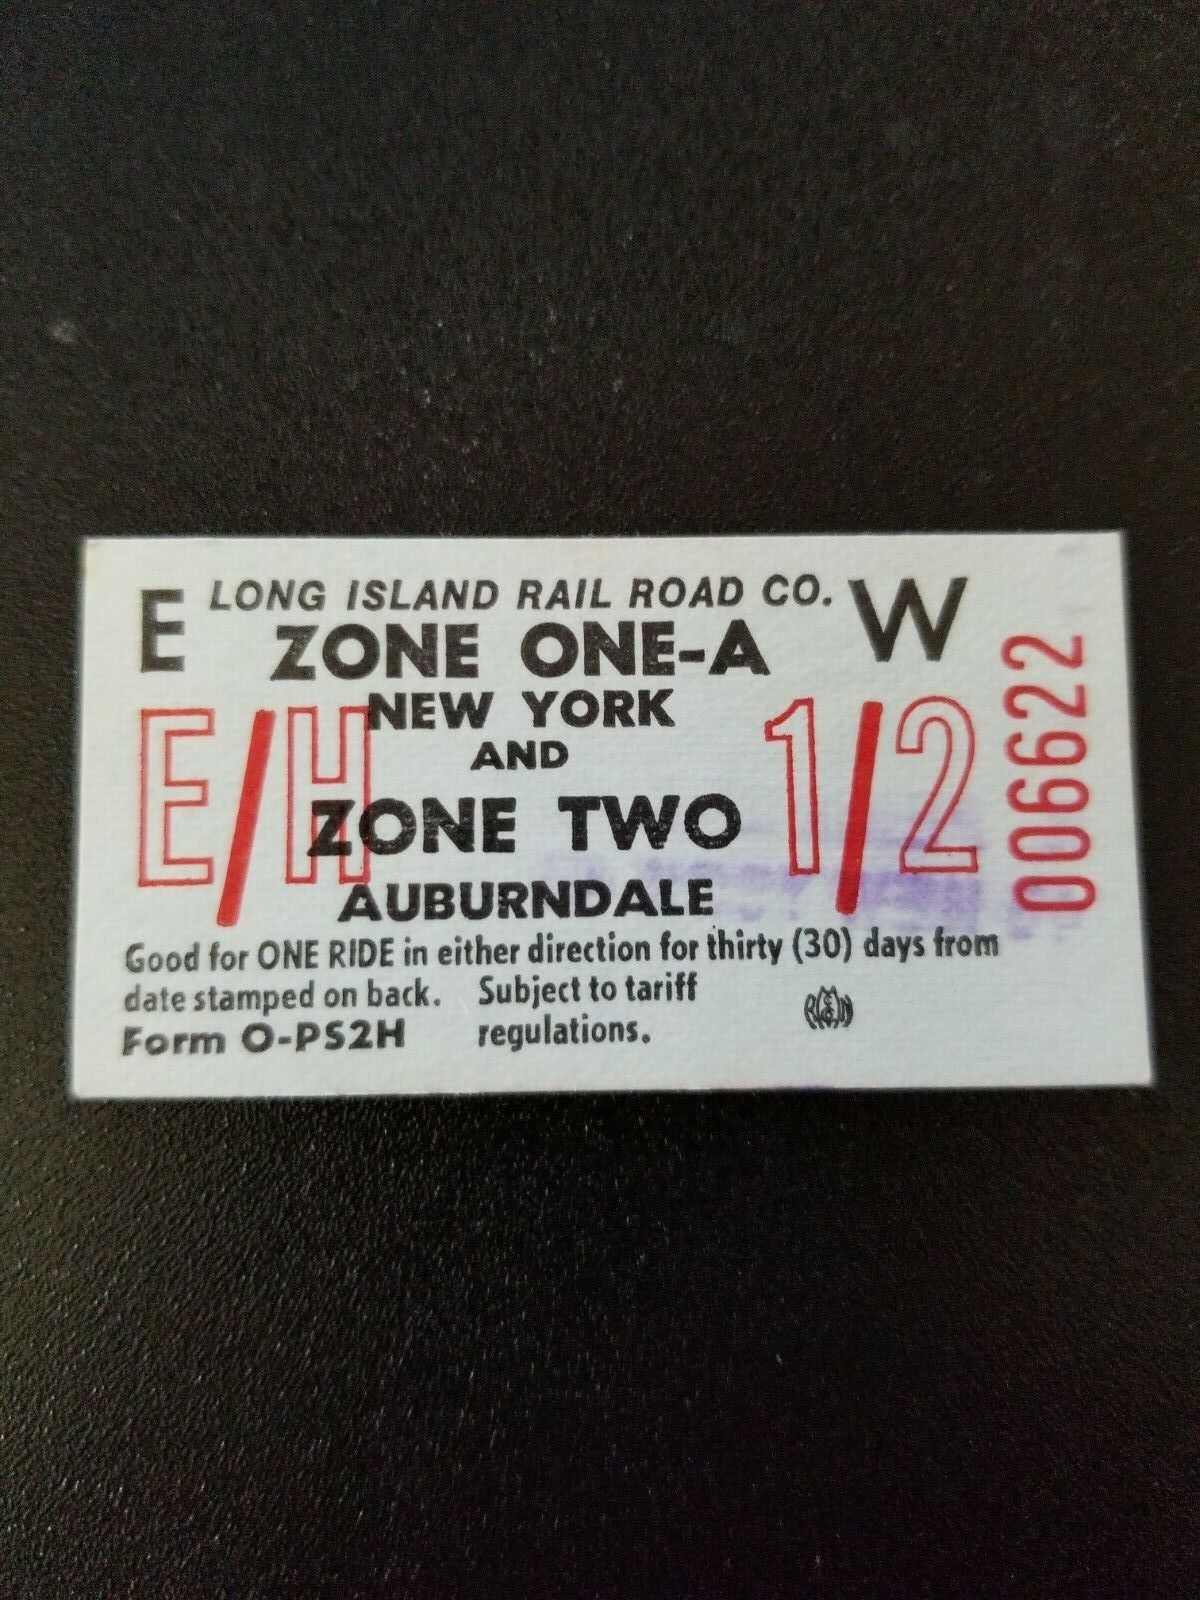 E LONG ISLAND RAIL ROAD CO. W
ZONE ONE-A
NEW YORK
AND
E/H 1/2
ZONE TWO
AUBURNDALE
006622
Good for ONE RIDE in either direction for thirty (30) days from
date stamped on back. Subject to tariff
Form O-PS2H regulations.